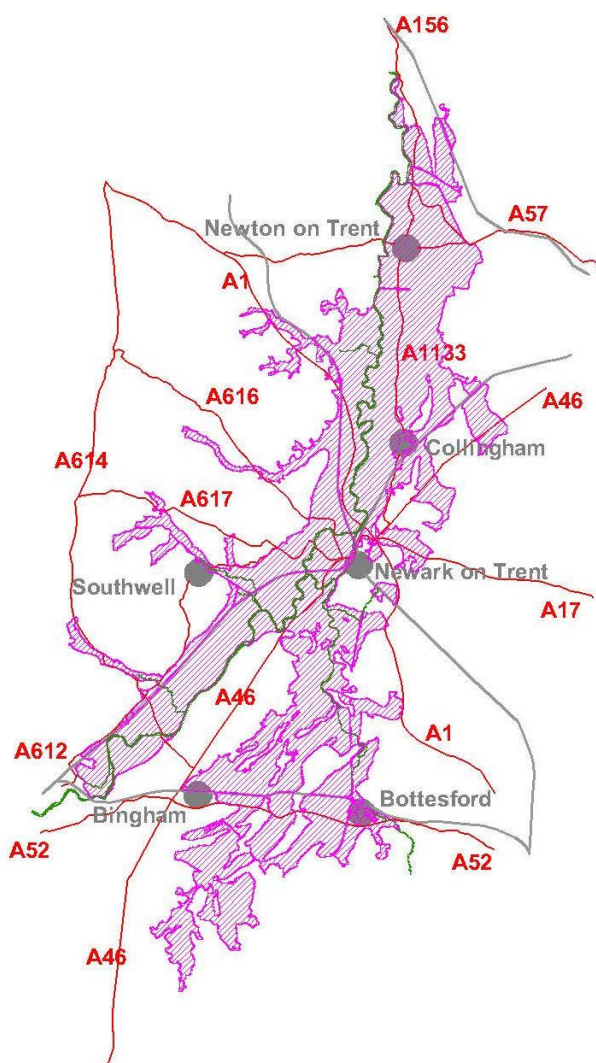 A156
Newton on Trent
A57
A1
A1133
A616
A46
A614
Collingham
A617
Southwell
Newark on Trent
A17
A46
A1
A612
Bingham
Bottesford
A52
A52
A46